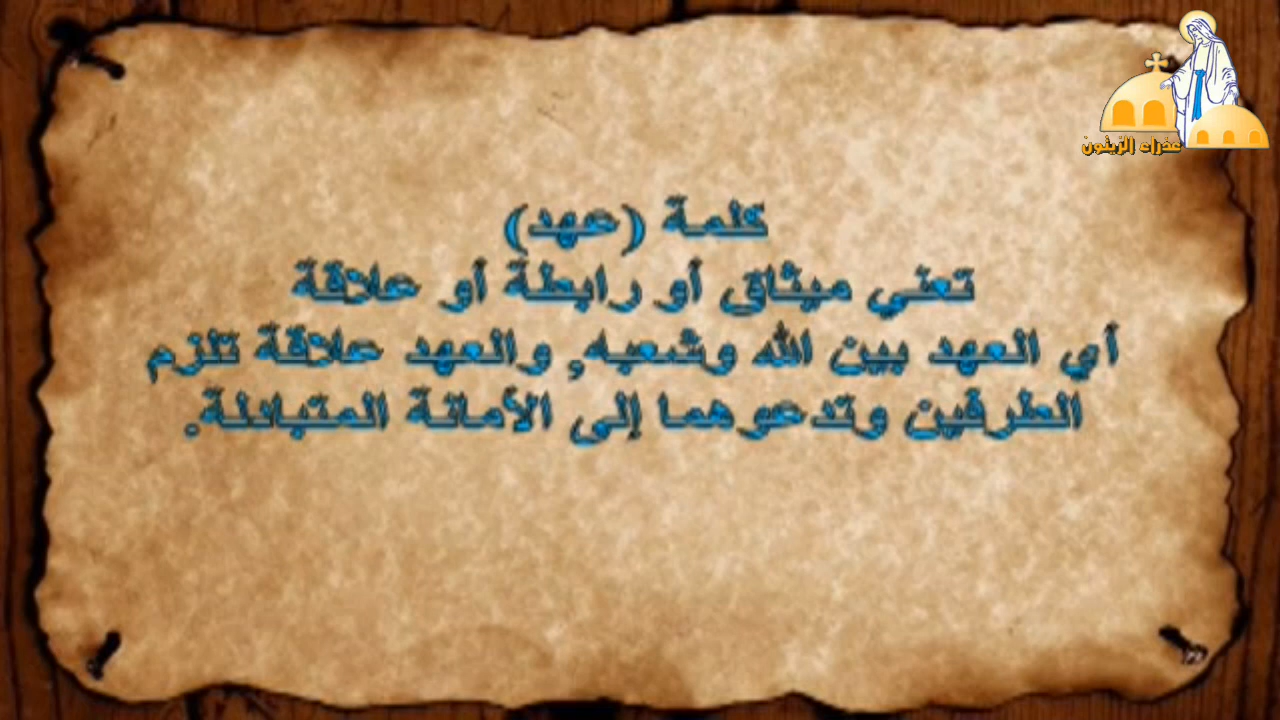 عذراء الزيتون
كلمة (عهد)
تعني ميثاق أو رابطة أو علاقة
أي العهد بين الله وشعبه, والعهد علاقة تلزم
الطرفين وتدعوهما إلى الأمانة المتبادلة.